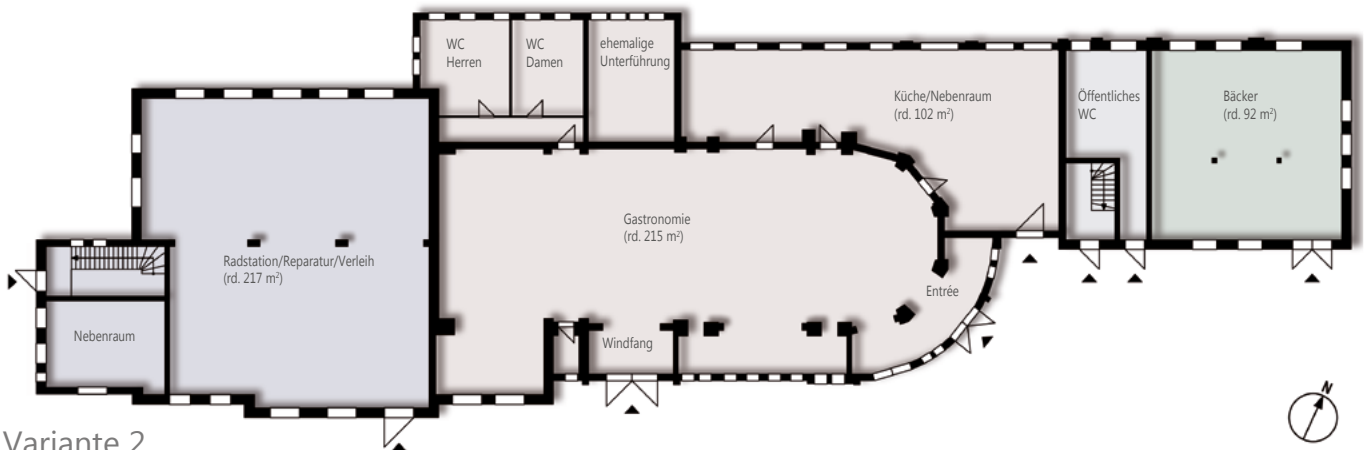 WC
Herren
WC
Damen
ehemalige
Unterführung
Küche/Nebenraum
(rd. 102 m²)
Öffentliches
WC
Bäcker
(rd. 92 m²)
Gastronomie
(rd. 215 m²)
Radstation/Reparatur/Verleih
(rd. 217 m²)
Entrée
Nebenraum
Windfang
N
Variante 2